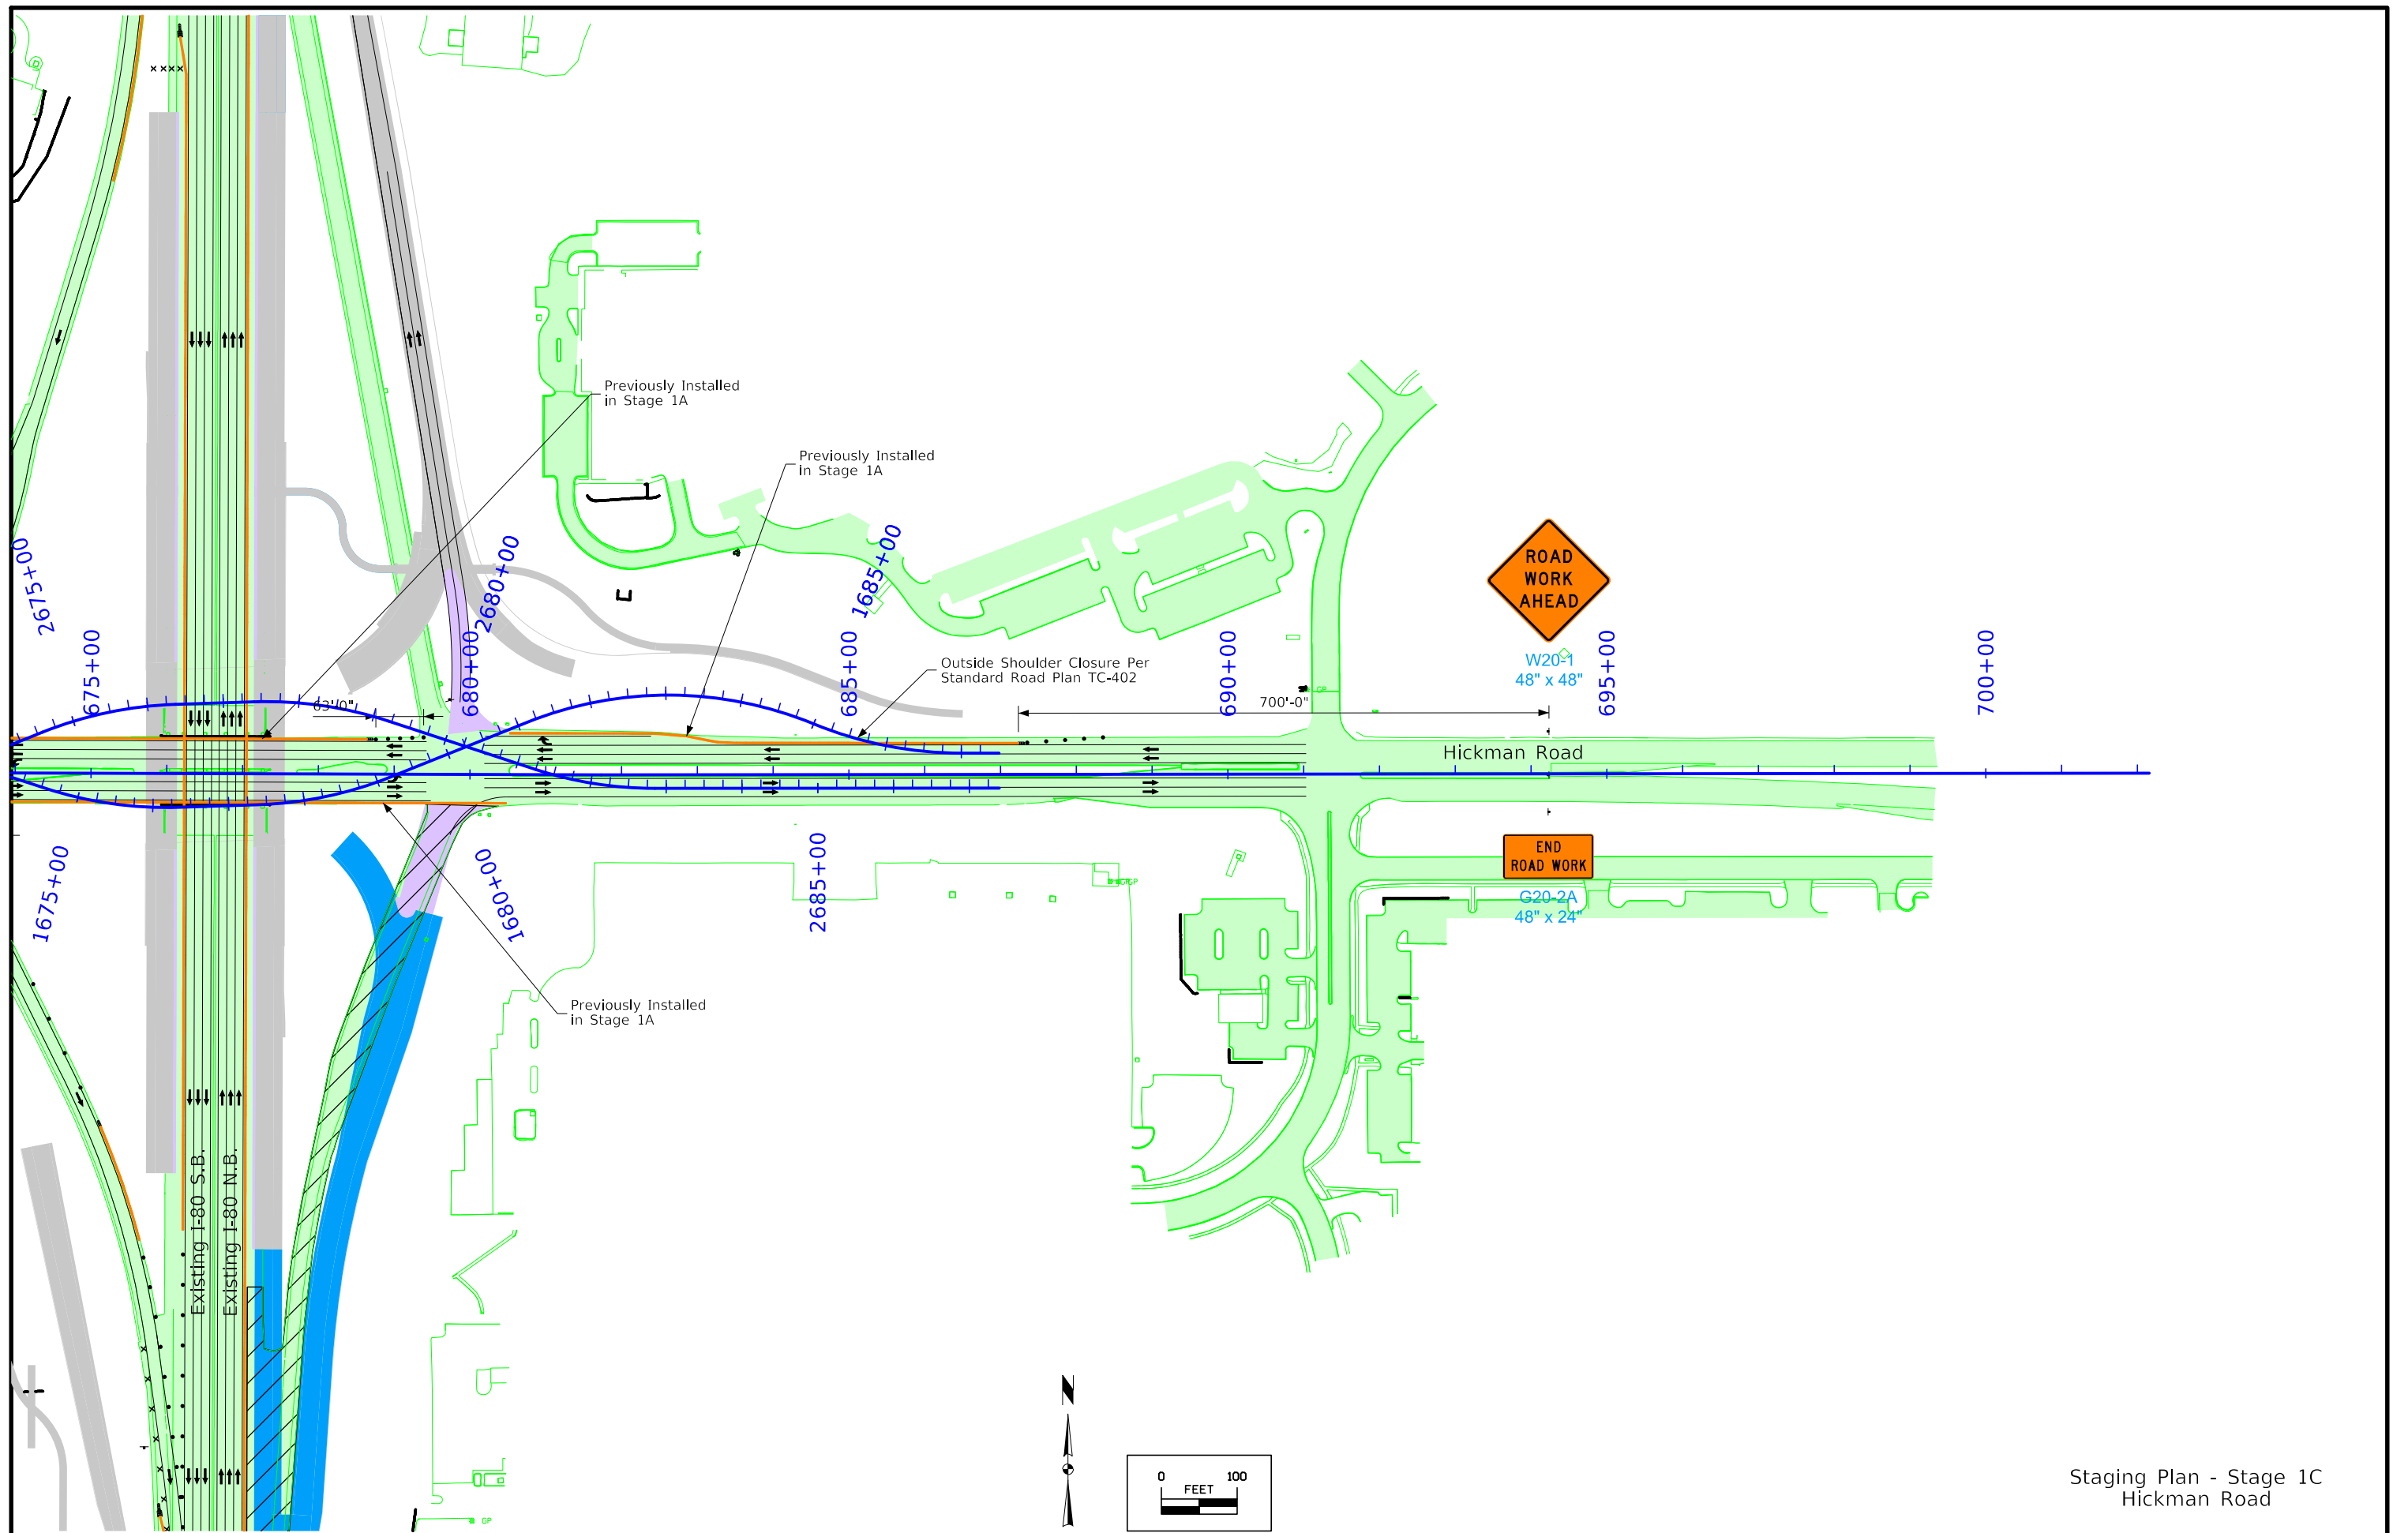 Previously Installed
in Stage 1A
Previously Installed
in Stage 1A
2675+00
675+00
2680+00
680+00
1685+00
685+00
Outside Shoulder Closure Per
Standard Road Plan TC-402
690+00
ROAD
WORK
AHEAD
W20-1
48" x 48"
695+00
700+00
63'0"
700'-0"
GP
Hickman Road
1675+00
1680+00
2685+00
END
ROAD WORK
G20-2A
48" x 24"
Previously Installed
in Stage 1A
Existing I-80 S.B.
Existing I-80 N.B.
N
0 100
FEET
GP
Staging Plan - Stage 1C
Hickman Road